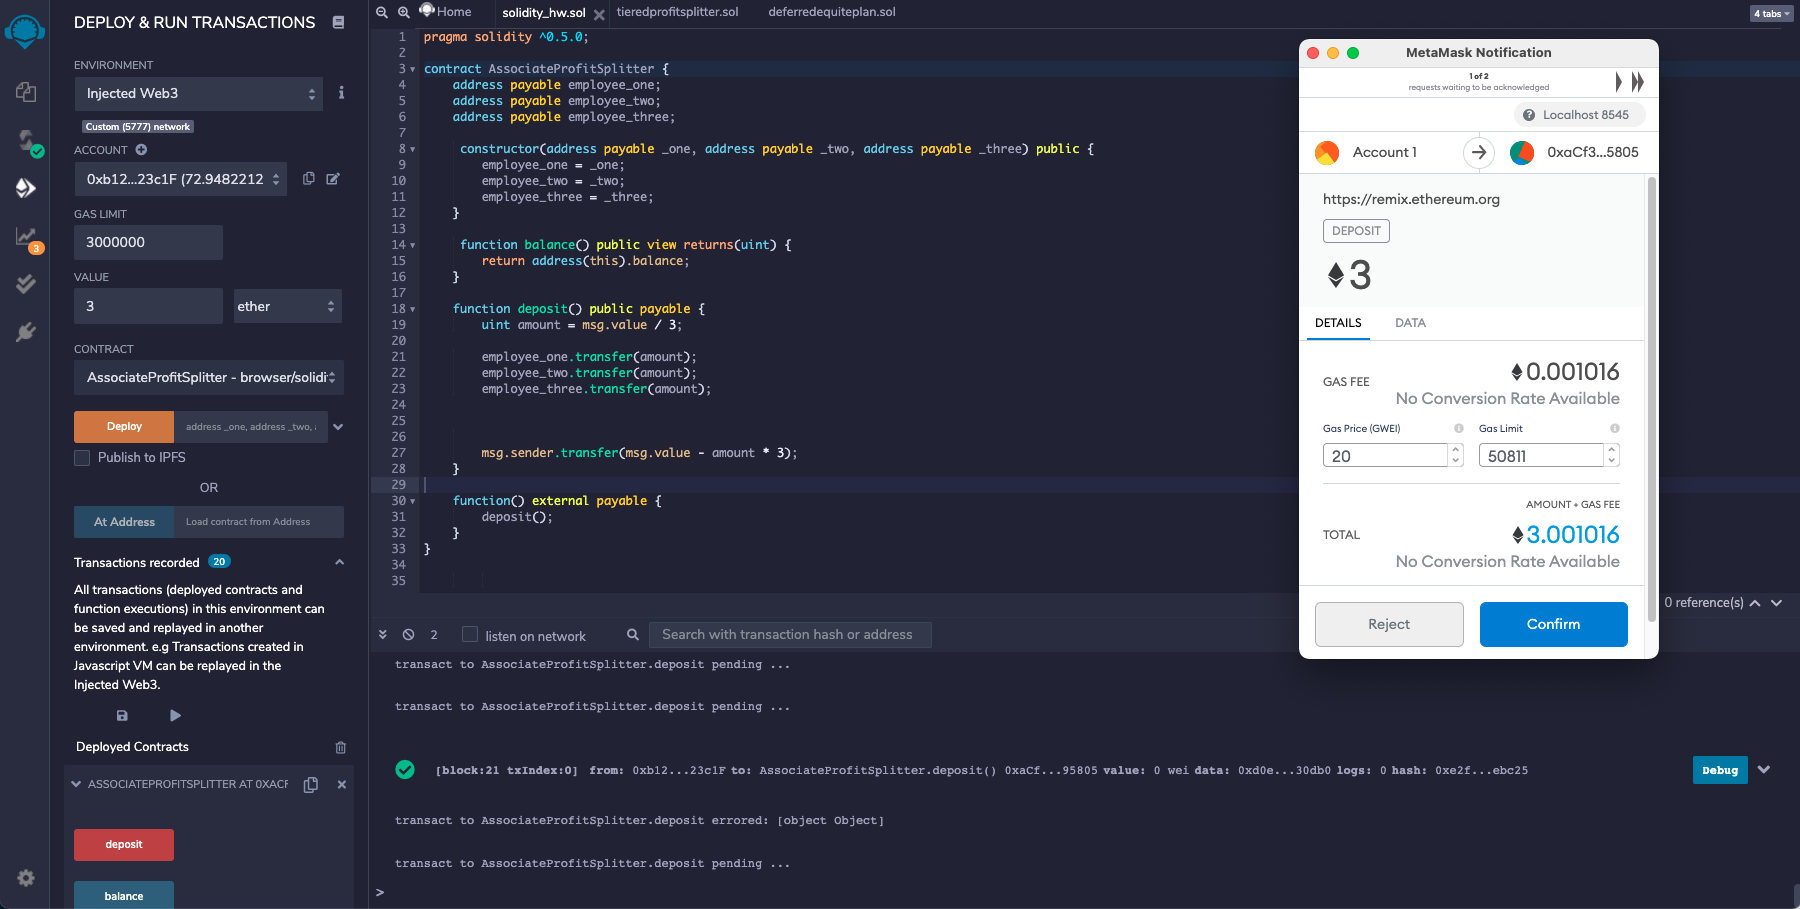 DEPLOY & RUN TRANSACTIONS
ENVIRONMENT
Injected Web3
i
Custom (5777) network
ACCOUNT
0xb12...23c1F (72.9482212
GAS LIMIT
3000000
VALUE
3
ether
CONTRACT
AssociateProfitSplitter - browser/solidi
Deploy
address _one, address _two, a
Publish to IPFS
OR
At Address
Load contract from Address
Transactions recorded 20
All transactions (deployed contracts and
function executions) in this environment can
be saved and replayed in another
environment. e.g Transactions created in
Javascript VM can be replayed in the
Injected Web3.
Deployed Contracts
ASSOCIATEPROFITSPLITTER AT 0XACF
deposit
balance
3
Home
solidity_hw.sol
tieredprofitsplitter.sol
deferredequiteplan.sol
4 tabs
1 pragma solidity ^0.5.0;
2
3 contract AssociateProfitSplitter {
4 address payable employee_one;
5 address payable employee_two;
6 address payable employee_three;
7
8 constructor(address payable _one, address payable _two, address payable _three) public {
9 employee_one = _one;
10 employee_two = _two;
11 employee_three = _three;
12 }
13
14 function balance() public view returns(uint) {
15 return address(this).balance;
16 }
17
18 function deposit() public payable {
19 uint amount = msg.value / 3;
20
21 employee_one.transfer(amount);
22 employee_two.transfer(amount);
23 employee_three.transfer(amount);
24
25
26
27 msg.sender.transfer(msg.value - amount * 3);
28 }
29
30 function() external payable {
31 deposit();
32 }
33 }
34
35
0 reference(s)
2
listen on network
Search with transaction hash or address
transact to AssociateProfitSplitter.deposit pending ...
transact to AssociateProfitSplitter.deposit pending ...
[block:21 txIndex:0] from: 0xb12...23c1F to: AssociateProfitSplitter.deposit() 0xaCf...95805 value: 0 wei data: 0xd0e...30db0 logs: 0 hash: 0xe2f...ebc25
Debug
transact to AssociateProfitSplitter.deposit errored: [object Object]
transact to AssociateProfitSplitter.deposit pending ...
>
MetaMask Notification
1 of 2
requests waiting to be acknowledged
Localhost 8545
Account 1
0xaCf3...5805
https://remix.ethereum.org
DEPOSIT
3
DETAILS
DATA
GAS FEE
0.001016
No Conversion Rate Available
Gas Price (GWEI)
Gas Limit
20
50811
AMOUNT + GAS FEE
TOTAL
3.001016
No Conversion Rate Available
Reject
Confirm